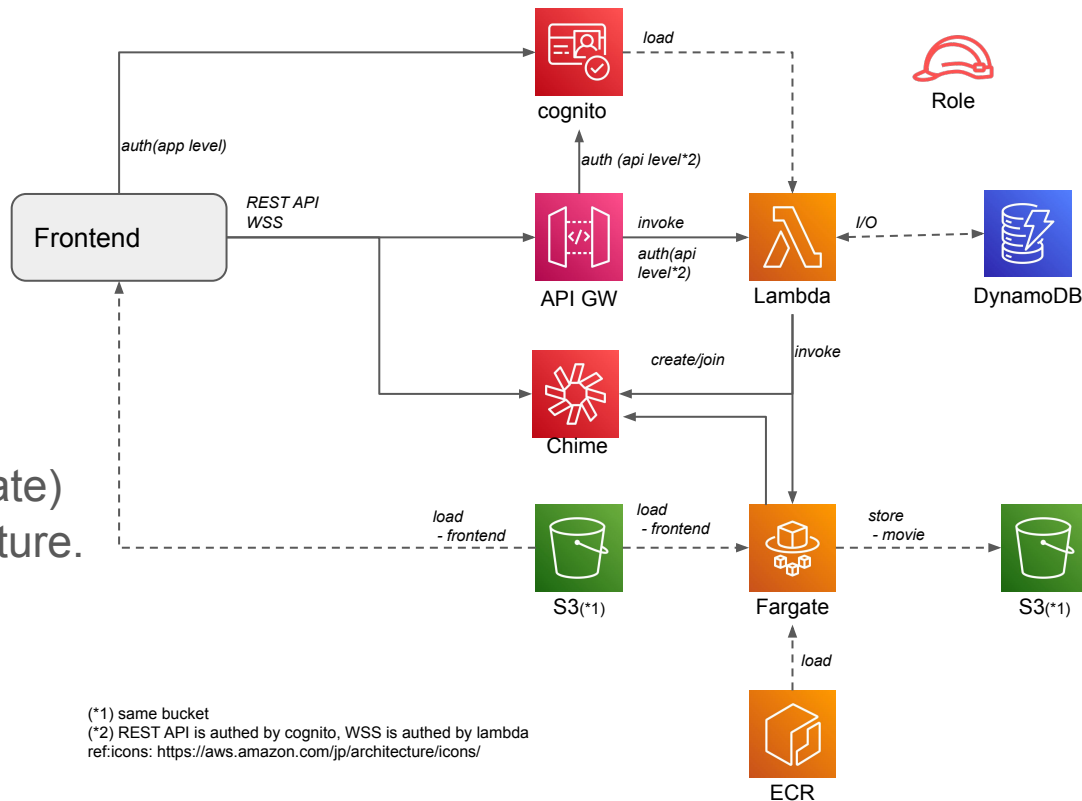 load
cognito
Role
auth(app level)
auth (api level*2)
REST API
WSS
Frontend
invoke
auth(api
level*2)
I/O
API GW
Lambda
DynamoDB
create/join
invoke
Chime
ate)
ture.
load
- frontend
load
- frontend
store
- movie
S3(*1)
Fargate
S3(*1)
load
(*1) same bucket
(*2) REST API is authed by cognito, WSS is authed by lambda
ref:icons: https://aws.amazon.com/jp/architecture/icons/
ECR